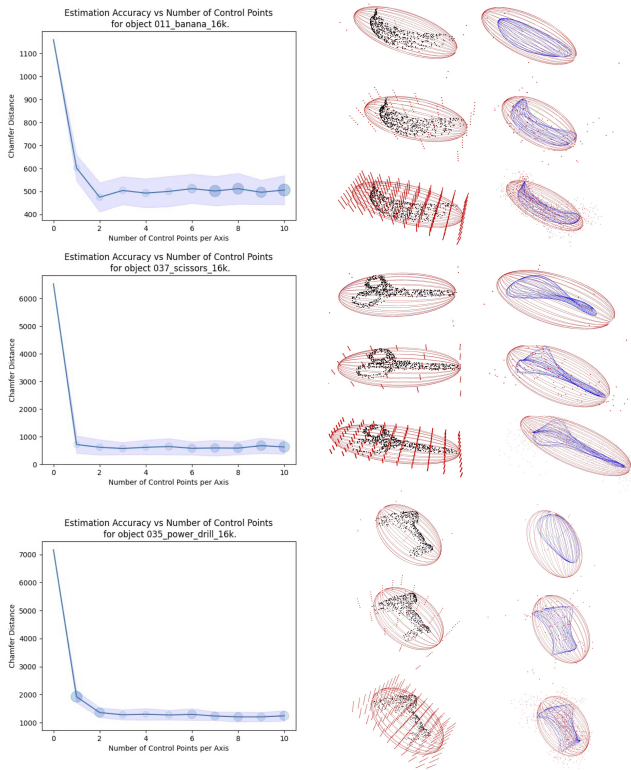 Estimation Accuracy vs Number of Control Points
for object 011_banana_16k.
1100
1000
900
800
700
600
500
400
Chamfer Distance
0 2 4 6 8 10
Number of Control Points per Axis
Estimation Accuracy vs Number of Control Points
for object 037_scissors_16k.
6000
5000
4000
3000
2000
1000
0
Chamfer Distance
0 2 4 6 8 10
Number of Control Points per Axis
Estimation Accuracy vs Number of Control Points
for object 035_power_drill_16k.
7000
6000
5000
4000
3000
2000
1000
Chamfer Distance
0 2 4 6 8 10
Number of Control Points per Axis